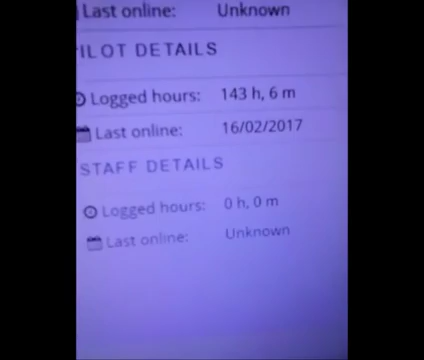 Last online: Unknown
ILOT DETAILS
Logged hours: 143 h, 6 m
Last online: 16/02/2017
STAFF DETAILS
Logged hours: 0 h, 0 m
Last online: Unknown